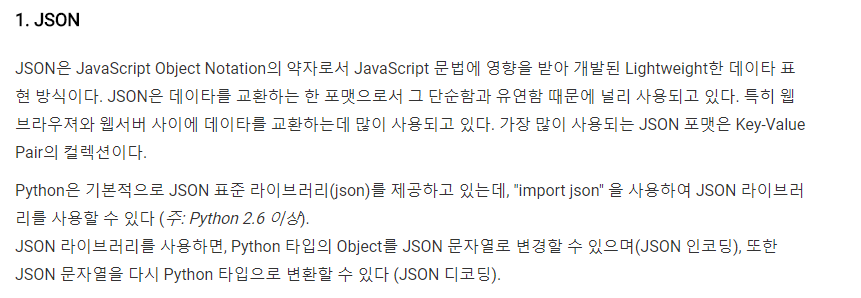 1. JSON
JSON은 JavaScript Object Notation의 약자로서 JavaScript 문법에 영향을 받아 개발된 Lightweight한 데이타 표
현 방식이다. JSON은 데이타를 교환하는 한 포맷으로서 그 단순함과 유연함 때문에 널리 사용되고 있다. 특히 웹
브라우져와 웹서버 사이에 데이타를 교환하는데 많이 사용되고 있다. 가장 많이 사용되는 JSON 포맷은 Key-Value
Pair의 컬렉션이다.
Python은 기본적으로 JSON 표준 라이브러리(json)를 제공하고 있는데, "import json" 을 사용하여 JSON 라이브러
리를 사용할 수 있다 (주: Python 2.6 이상).
JSON 라이브러리를 사용하면, Python 타입의 Object를 JSON 문자열로 변경할 수 있으며(JSON 인코딩), 또한
JSON 문자열을 다시 Python 타입으로 변환할 수 있다 (JSON 디코딩).